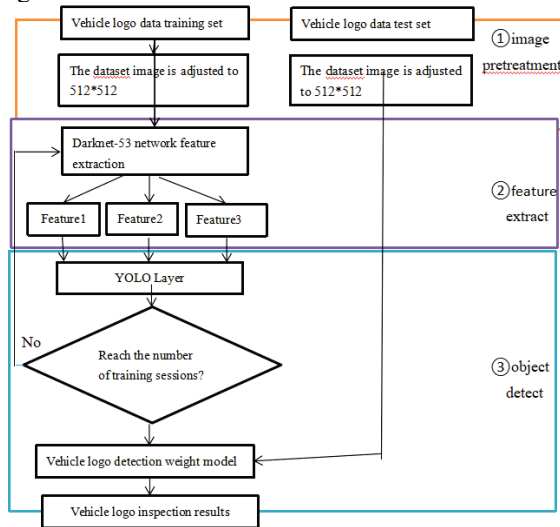 Vehicle logo data training set
Vehicle logo data test set
①image
pretreatment
The dataset image is adjusted to
512*512
The dataset image is adjusted
to 512*512
Darknet-53 network feature
extraction
②feature
extract
Feature1
Feature2
Feature3
YOLO Layer
No
Reach the number
of training sessions?
③object
detect
Vehicle logo detection weight model
Vehicle logo inspection results